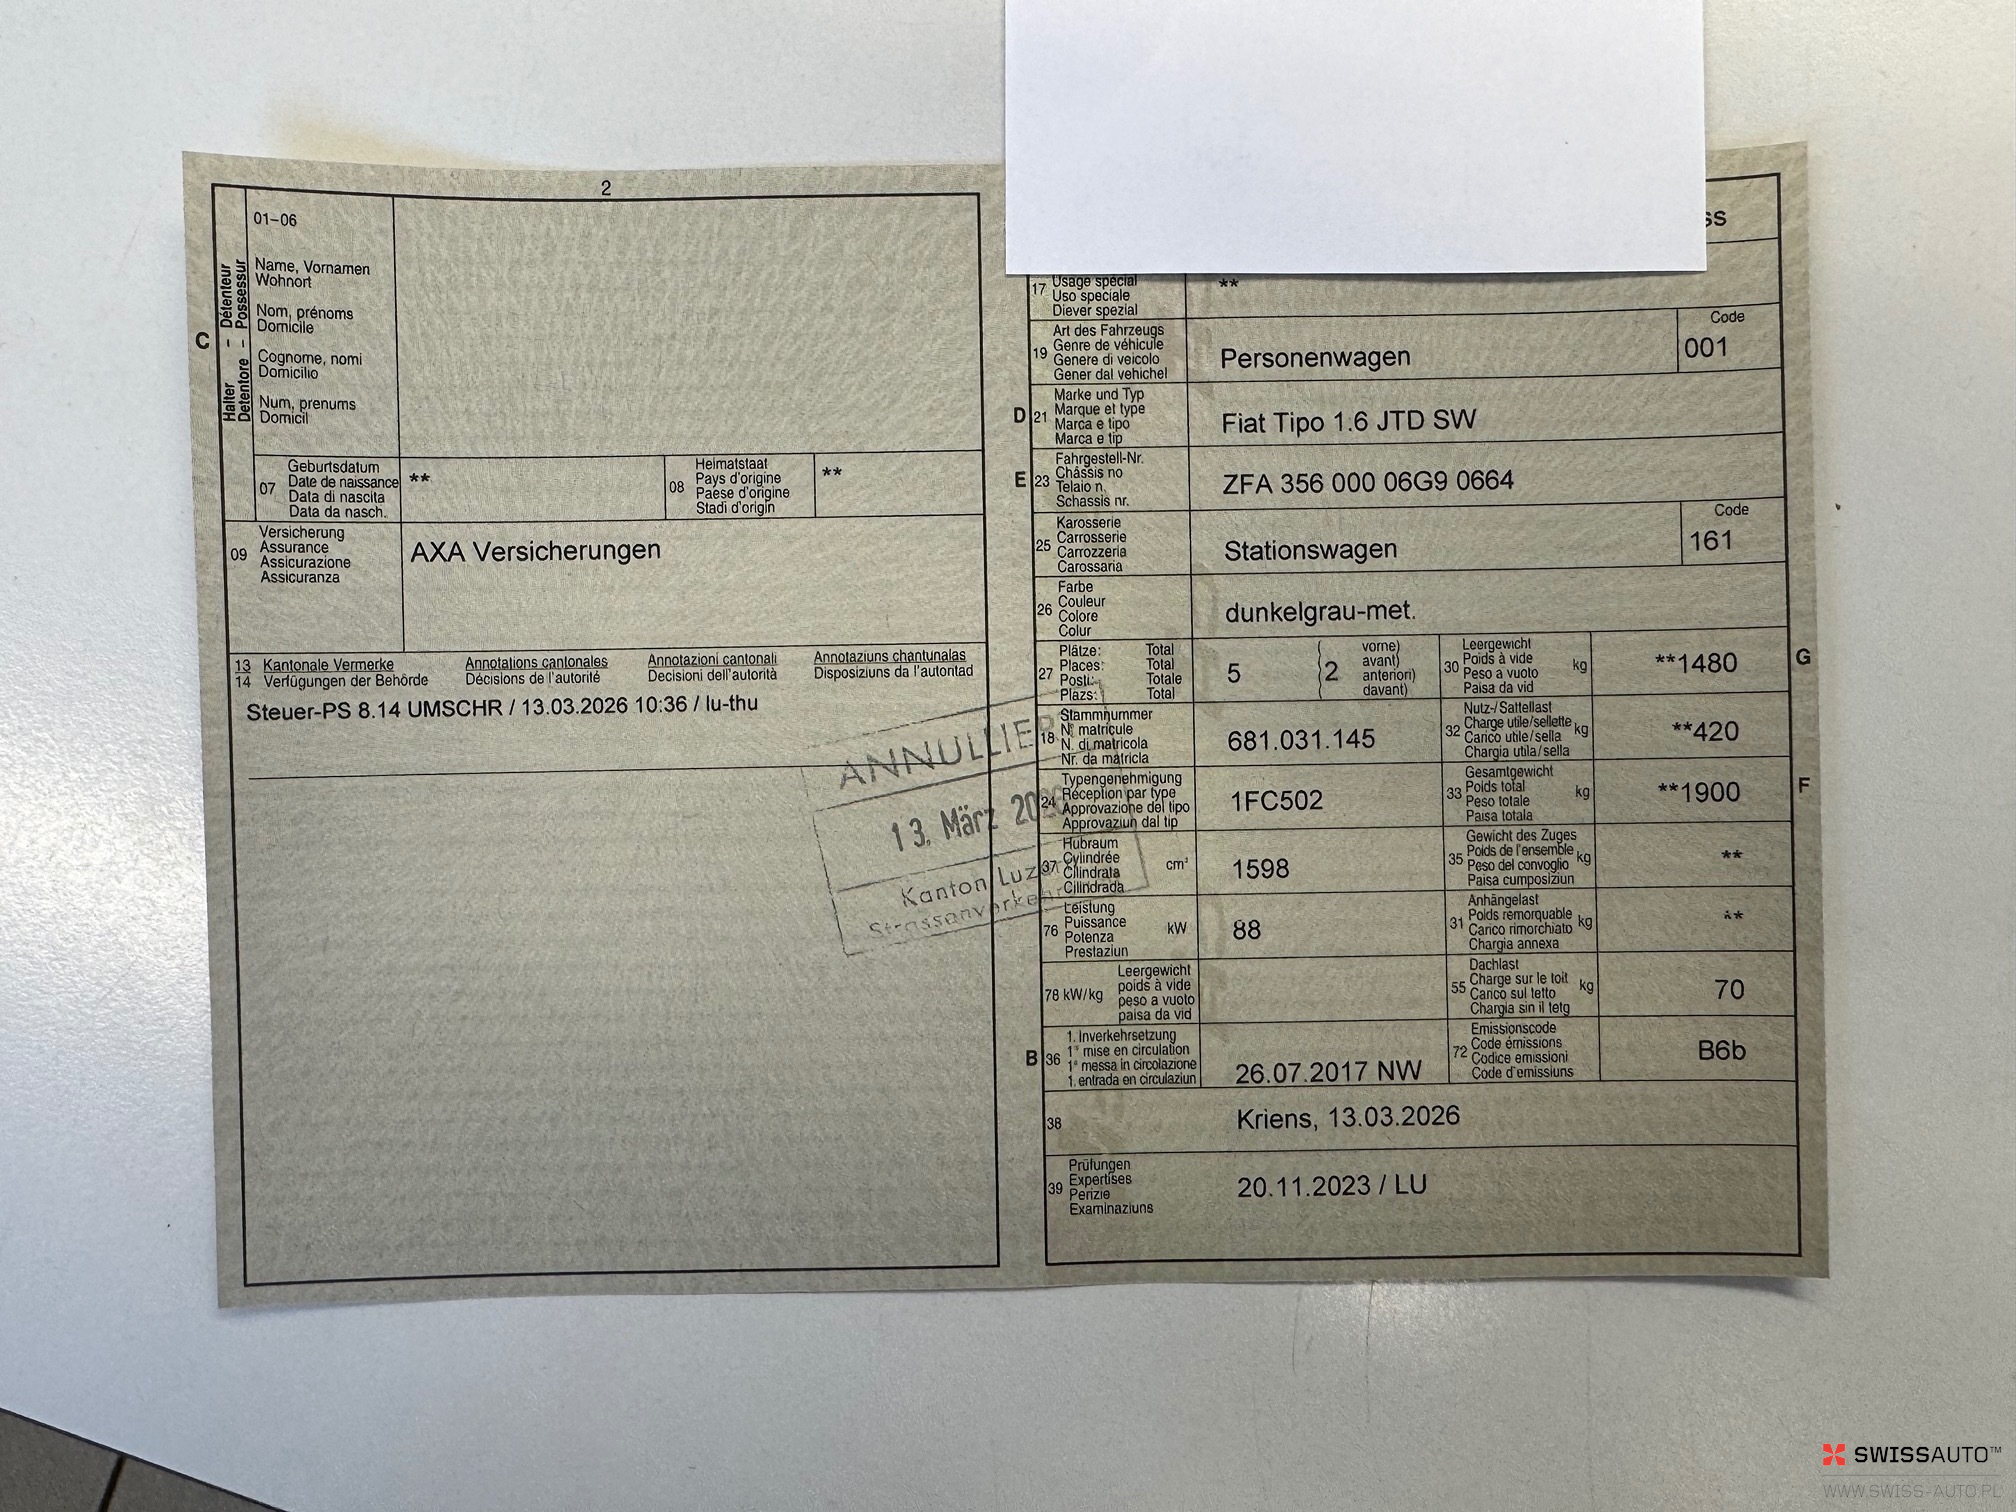 2
C
Halter – Détenteur
Detentore – Possessur
01–06
Name, Vornamen
Wohnort
Nom, prénoms
Domicile
Cognome, nomi
Domicilio
Num, prenums
Domicil
07
Geburtsdatum
Date de naissance
Data di nascita
Data da nasch.
**
08
Heimatstaat
Pays d'origine
Paese d'origine
Stadi d'origin
**
09
Versicherung
Assurance
Assicurazione
Assicuranza
AXA Versicherungen
13 Kantonale Vermerke Annotations cantonales Annotazioni cantonali Annotaziuns chantunalas
14 Verfügungen der Behörde Décisions de l'autorité Decisioni dell'autorità Disposiziuns da l'autoritad
Steuer-PS 8.14 UMSCHR / 13.03.2026 10:36 / lu-thu
ANNULLIER
13. März 202
Kanton Luz
Strassenverkehr
ss
17
Usage spécial
Uso speciale
Diever spezial
**
19
Art des Fahrzeugs
Genre de véhicule
Genere di veicolo
Gener dal vehichel
Personenwagen
Code
001
D
21
Marke und Typ
Marque et type
Marca e tipo
Marca e tip
Fiat Tipo 1.6 JTD SW
E
23
Fahrgestell-Nr.
Châssis no
Telaio n.
Schassis nr.
ZFA 356 000 06G9 0664
25
Karosserie
Carrosserie
Carrozzeria
Carossaria
Stationswagen
Code
161
26
Farbe
Couleur
Colore
Colur
dunkelgrau-met.
27
Plätze: Total
Places: Total
Posti: Totale
Plazs: Total
5
2
vorne)
avant)
anteriori)
davant)
30
Leergewicht
Poids à vide
Peso a vuoto
Paisa da vid
kg
**1480
G
18
Stammnummer
N. matricule
N. di matricola
Nr. da matricla
681.031.145
32
Nutz-/Sattellast
Charge utile/sellette
Carico utile/sella
Chargia utila/sella
kg
**420
24
Typengenehmigung
Réception par type
Approvazione del tipo
Approvaziun dal tip
1FC502
33
Gesamtgewicht
Poids total
Peso totale
Paisa totala
kg
**1900
F
37
Hubraum
Cylindrée
Cilindrata
Cilindrada
cm³
1598
35
Gewicht des Zuges
Poids de l'ensemble
Peso del convoglio
Paisa cumposiziun
kg
**
76
Leistung
Puissance
Potenza
Prestaziun
kW
88
31
Anhängelast
Poids remorquable
Carico rimorchiato
Chargia annexa
kg
**
78 kW/kg
Leergewicht
poids à vide
peso a vuoto
paisa da vid
55
Dachlast
Charge sur le toit
Carico sul tetto
Chargia sin il tetg
kg
70
B
36
1. Inverkehrsetzung
1re mise en circulation
1a messa in circolazione
1. entrada en circulaziun
26.07.2017 NW
72
Emissionscode
Code émissions
Codice emissioni
Code d'emissiuns
B6b
38
Kriens, 13.03.2026
39
Prüfungen
Expertises
Perizie
Examinaziuns
20.11.2023 / LU
SWISSAUTO™
WWW.SWISS-AUTO.PL